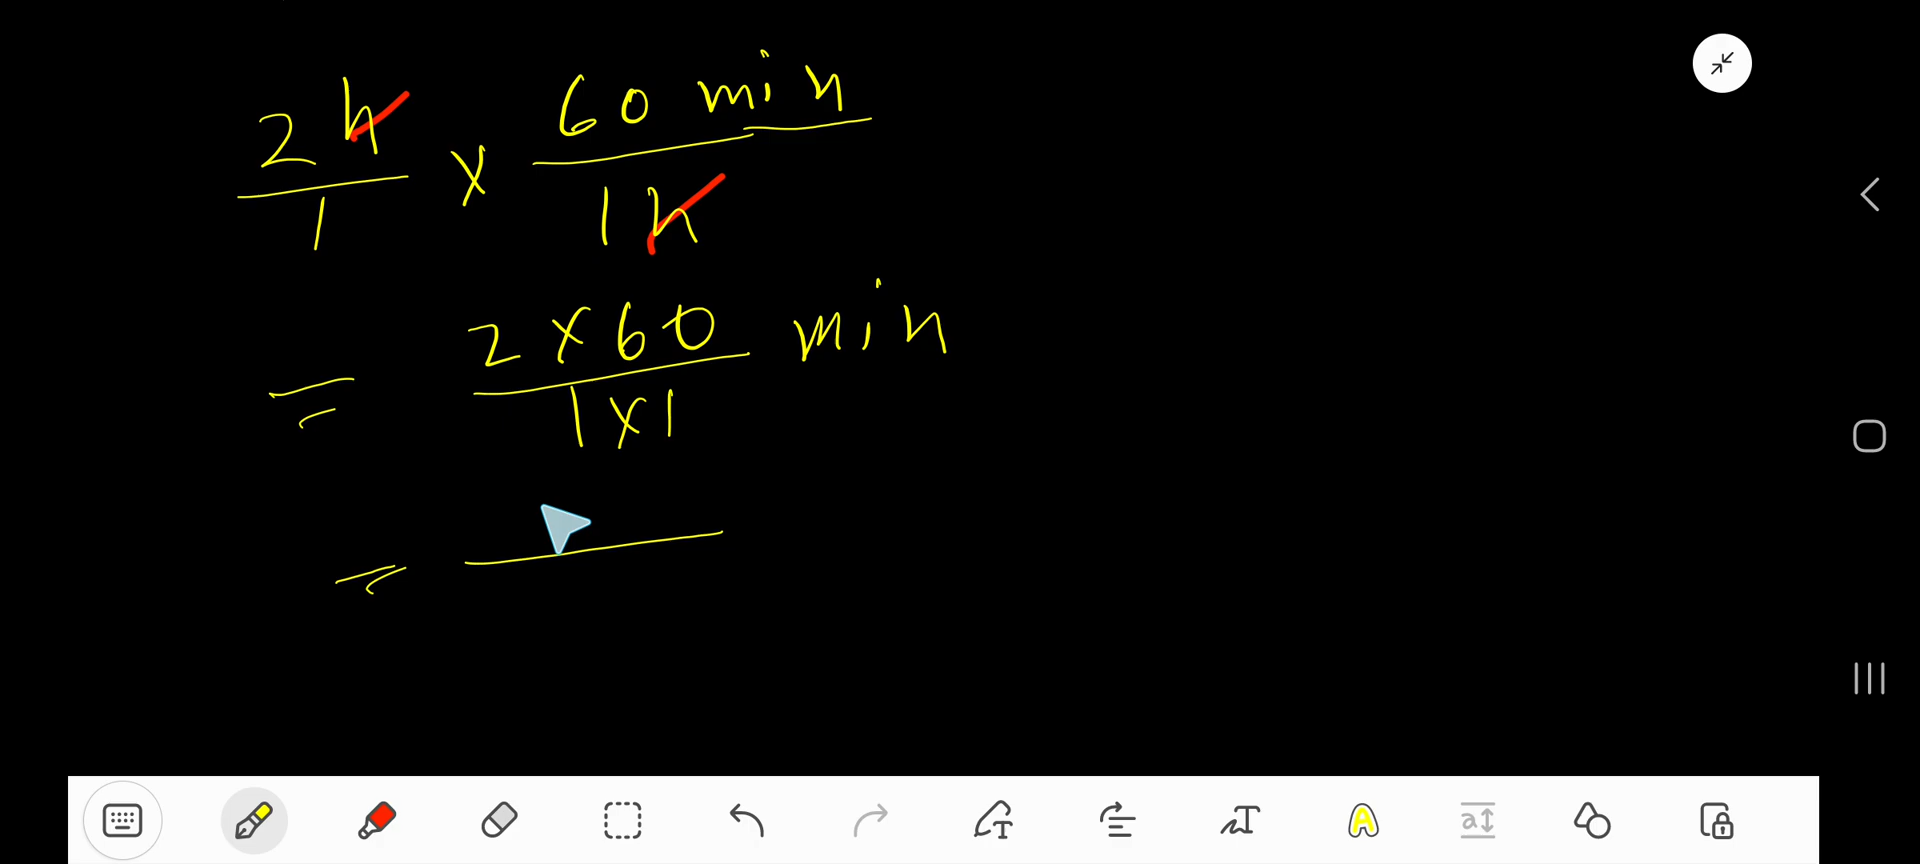 2 h / 1 x 60 min / 1 h
= 2 x 60 / 1 x 1 min
=